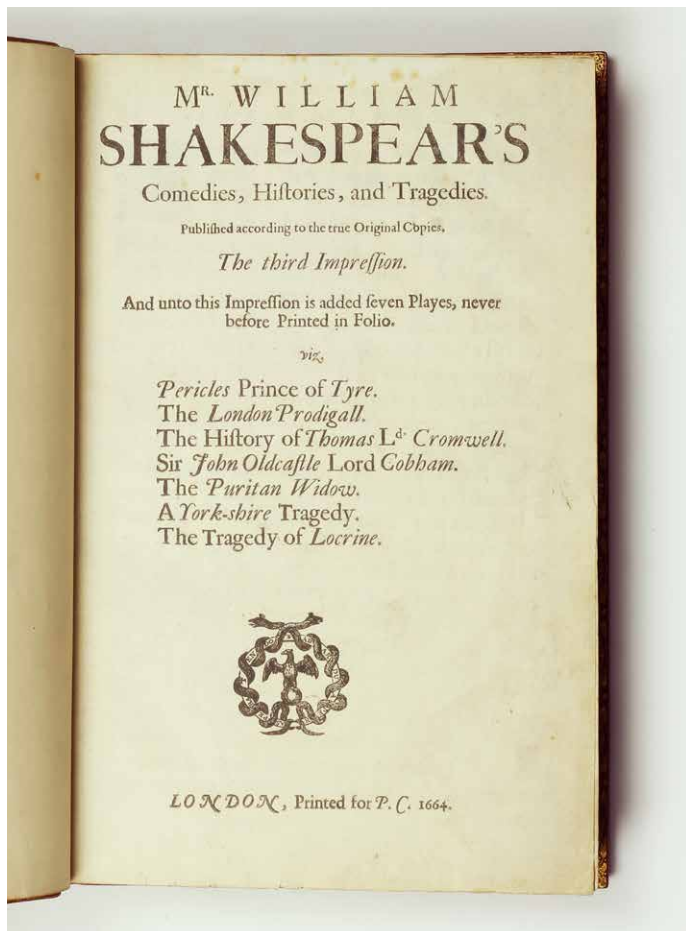 Mr. WILLIAM
SHAKESPEAR'S
Comedies, Hiſtories, and Tragedies.
Publiſhed according to the true Original Copies.
The third Impreſſion.
And unto this Impreſſion is added ſeven Playes, never
before Printed in Folio.
viz.
Pericles Prince of Tyre.
The London Prodigall.
The Hiſtory of Thomas Ld. Cromwell.
Sir John Oldcaſtle Lord Cobham.
The Puritan Widow.
A York-shire Tragedy.
The Tragedy of Locrine.
LONDON, Printed for P. C. 1664.